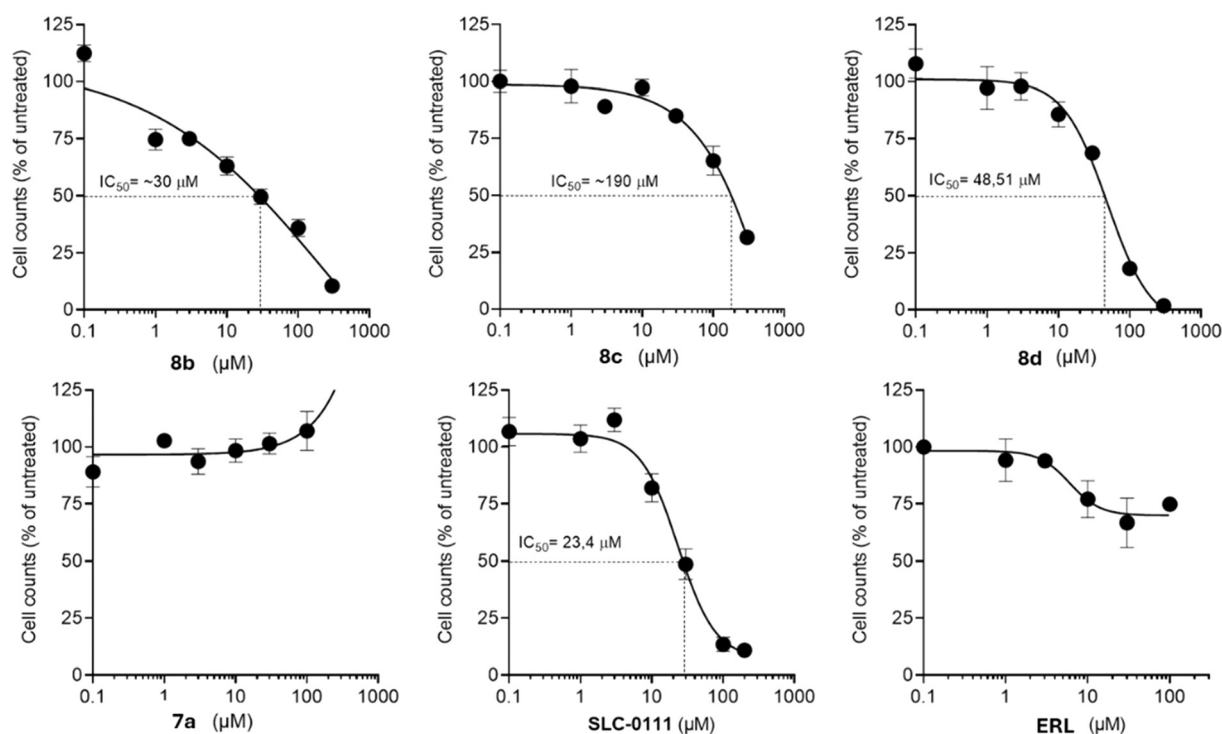 125
100
75
50
25
0
Cell counts (% of untreated)
IC50= ~30 µM
0.1 1 10 100 1000
8b (µM)
125
100
75
50
25
0
Cell counts (% of untreated)
IC50= ~190 µM
0.1 1 10 100 1000
8c (µM)
125
100
75
50
25
0
Cell counts (% of untreated)
IC50= 48,51 µM
0.1 1 10 100 1000
8d (µM)
125
100
75
50
25
0
Cell counts (% of untreated)
0.1 1 10 100 1000
7a (µM)
125
100
75
50
25
0
Cell counts (% of untreated)
IC50= 23,4 µM
0.1 1 10 100 1000
SLC-0111 (µM)
125
100
75
50
25
0
Cell counts (% of untreated)
0.1 1 10 100
ERL (µM)